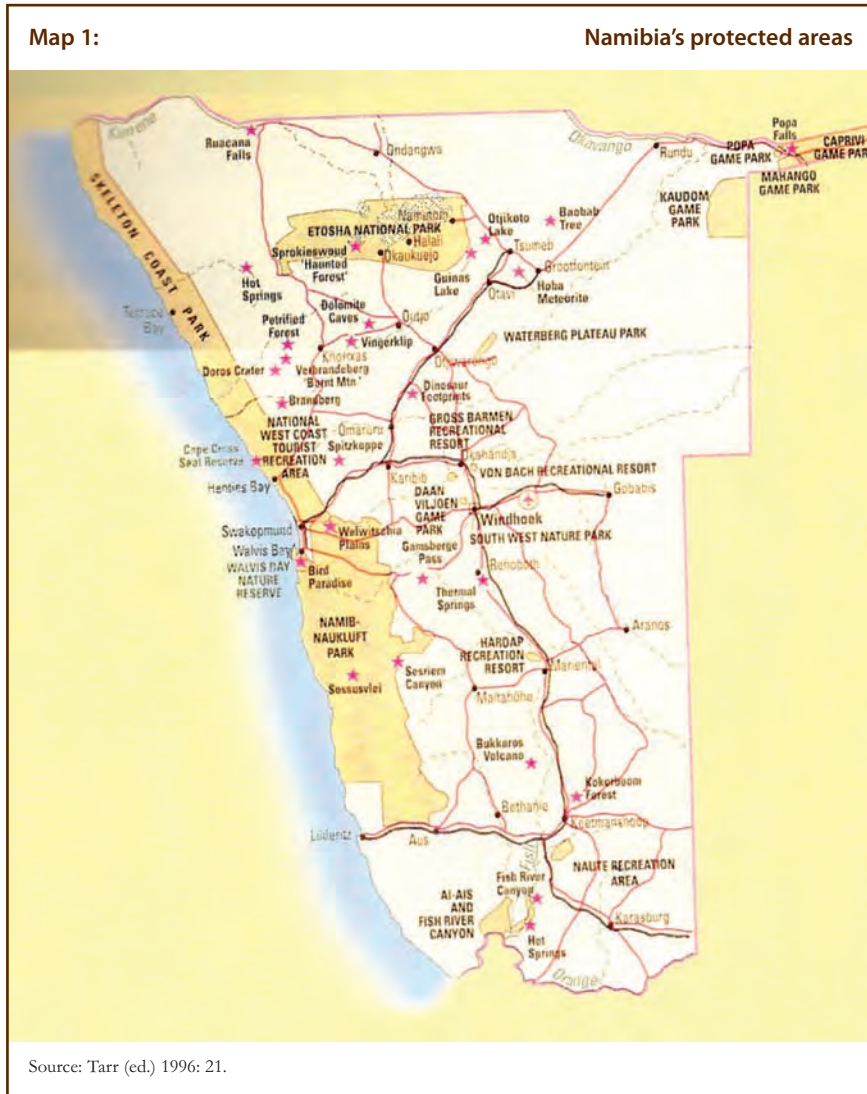 Map 1:
Namibia's protected areas
Kunene
Ruacana
Falls
Ondangwa
Okavango
Rundu
Popa
Falls
POPA
GAME PARK
CAPRIVI
GAME PAR
MAHANGO
GAME PARK
KAUDOM
GAME
PARK
SKELETON COAST PARK
Namutoni
ETOSHA NATIONAL PARK
Halali
Okaukuejo
Sprokieswoud
'Haunted
Forest'
Otjikoto
Lake
Baobab
Tree
Tsumeb
Grootfontein
Guinas
Lake
Otavi
Hoba
Meteorite
Hot
Springs
Terrace
Bay
Dolomite
Caves
Outjo
Petrified
Forest
Vingerklip
WATERBERG PLATEAU PARK
Khorixas
Otjiwarongo
Doros Crater
Verbrandeberg
'Burnt Mtn.'
Dinosaur
Footprints
Brandberg
NATIONAL
WEST COAST
TOURIST
RECREATION
AREA
Omaruru
Spitzkoppe
GROSS BARMEN
RECREATIONAL
RESORT
Okahandja
Cape Cross
Seal Reserve
Henties Bay
Karibib
VON BACH RECREATIONAL RESORT
DAAN
VILJOEN
GAME
PARK
Gobabis
Windhoek
Swakopmund
Welwitschia
Plains
SOUTH WEST NATURE PARK
Walvis Bay
WALVIS BAY
NATURE
RESERVE
Bird
Paradise
Gamsberge
Pass
Rehoboth
Thermal
Springs
NAMIB-
NAUKLUFT
PARK
Aranos
HARDAP
RECREATION
RESORT
Mariental
Sesriem
Canyon
Sossusvlei
Maltahöhe
Bukkaros
Volcano
Kokerboom
Forest
Bethanie
Keetmanshoop
Lüderitz
Aus
Fish
NAUTE RECREATION
AREA
Fish River
Canyon
AI-AIS
AND
FISH RIVER
CANYON
Karasburg
Hot
Springs
Orange
Source: Tarr (ed.) 1996: 21.